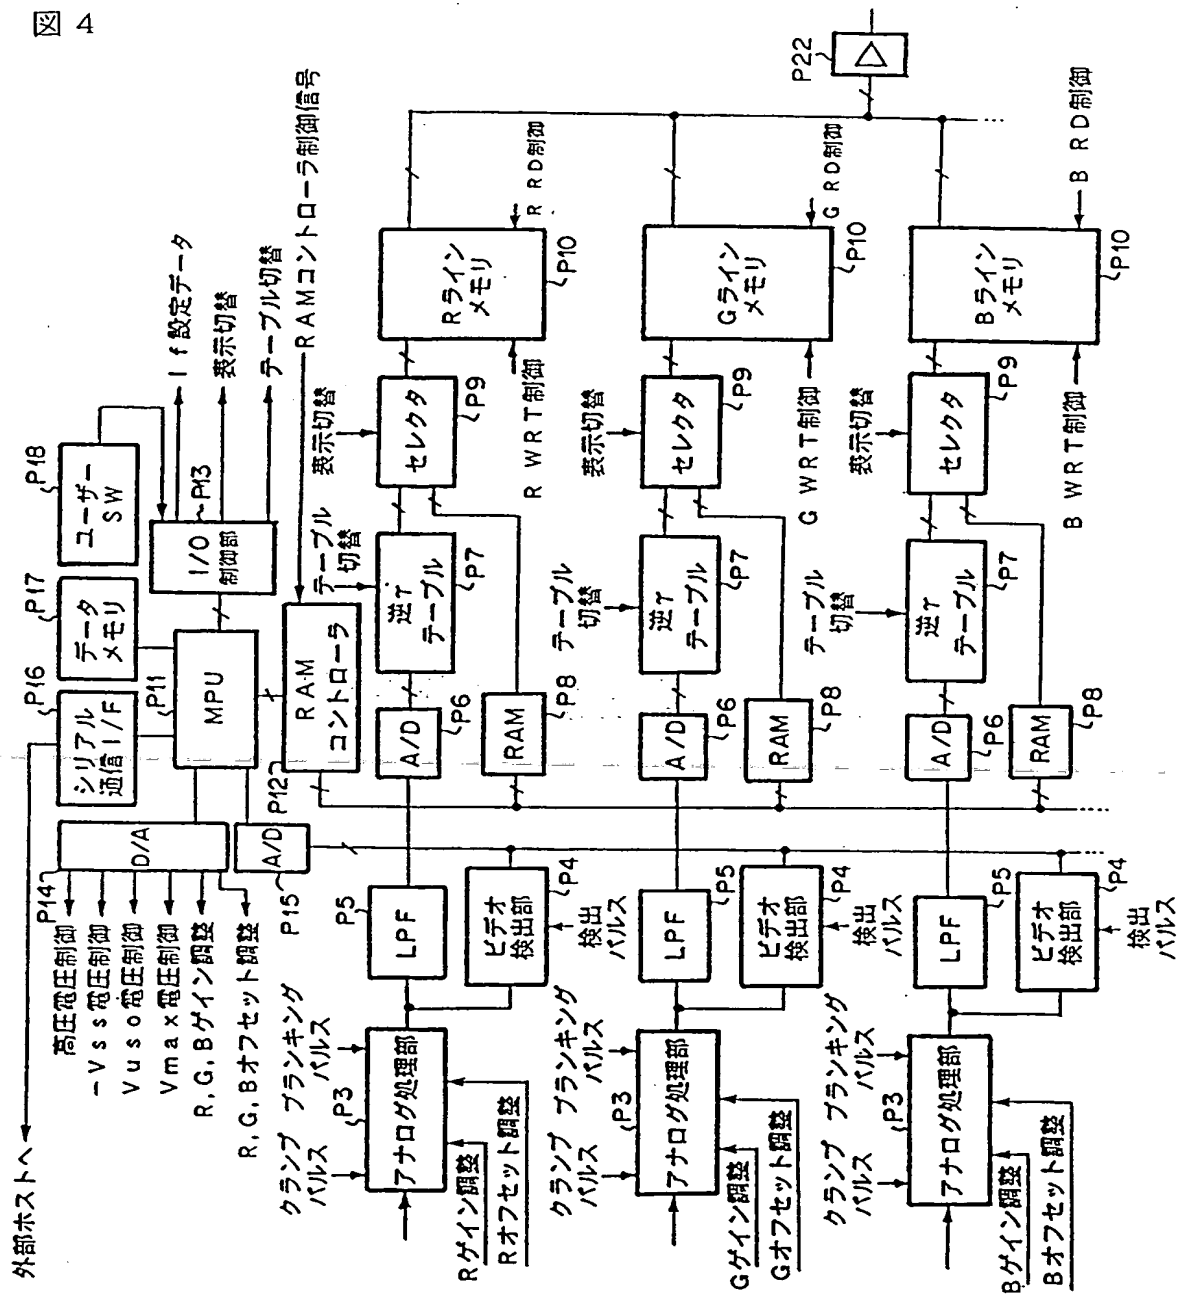 図 4
外部ホストへ
高圧電圧制御
-Vss電圧制御
Vuso電圧制御
Vmax電圧制御
R,G,Bゲイン調整
R,G,Bオフセット調整
P14
D/A
P15
A/D
P16
シリアル
通信I/F
P17
データ
メモリ
P18
ユーザー
SW
P11
MPU
I/O
制御部
P13
If設定データ
表示切替
テーブル切替
P12
RAM
コントローラ
RAMコントローラ制御信号
クランプ
パルス
ブランキング
パルス
P3
アナログ処理部
Rゲイン調整
Rオフセット調整
P5
LPF
P4
ビデオ
検出部
検出
パルス
A/D
P6
RAM
P8
テーブル
切替
逆γ
テーブル
P7
表示切替
セレクタ
P9
R WRT制御
Rライン
メモリ
P10
R RD制御
クランプ
パルス
ブランキング
パルス
P3
アナログ処理部
Gゲイン調整
Gオフセット調整
P5
LPF
P4
ビデオ
検出部
検出
パルス
A/D
P6
RAM
P8
テーブル
切替
逆γ
テーブル
P7
表示切替
セレクタ
P9
G WRT制御
Gライン
メモリ
P10
G RD制御
クランプ
パルス
ブランキング
パルス
P3
アナログ処理部
Bゲイン調整
Bオフセット調整
P5
LPF
P4
ビデオ
検出部
検出
パルス
A/D
P6
RAM
P8
テーブル
切替
逆γ
テーブル
P7
表示切替
セレクタ
P9
B WRT制御
Bライン
メモリ
P10
B RD制御
P22